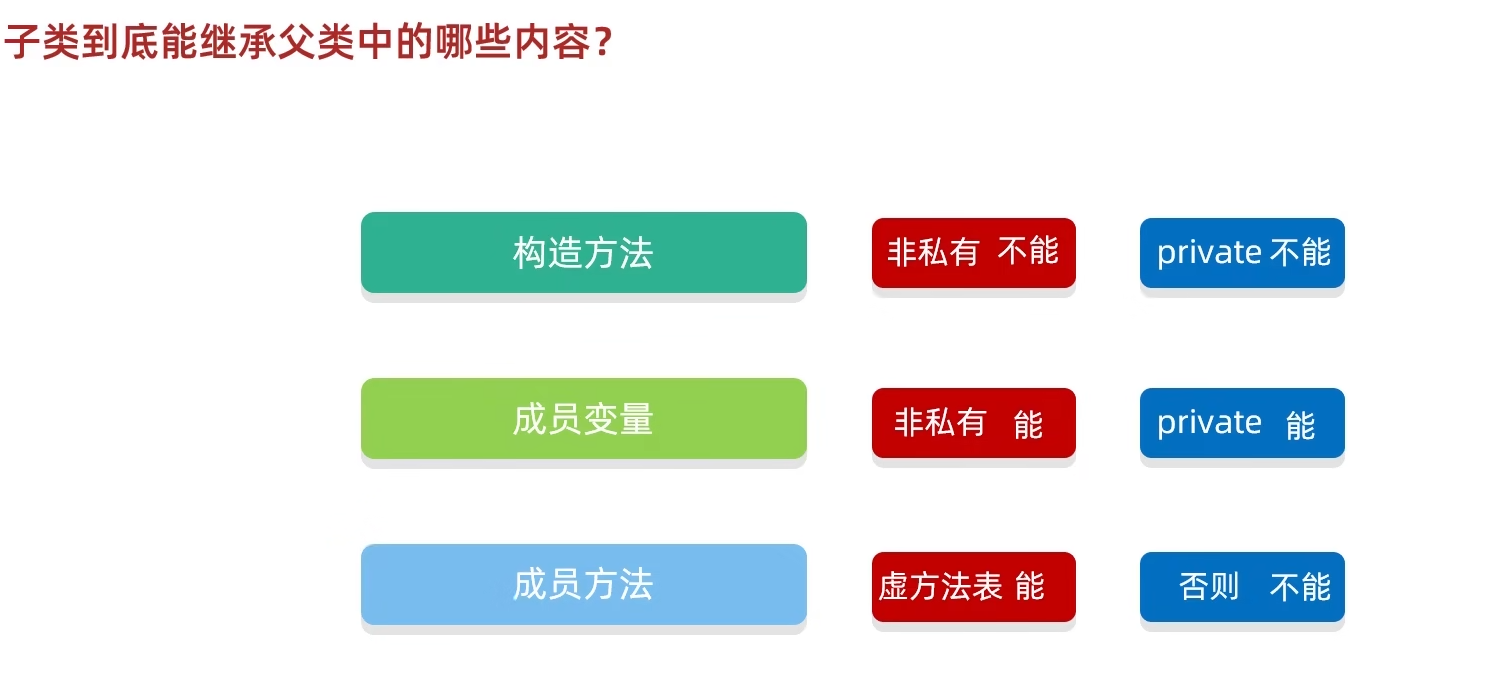 子类到底能继承父类中的哪些内容？
构造方法 非私有 不能 private 不能
成员变量 非私有 能 private 能
成员方法 虚方法表 能 否则 不能